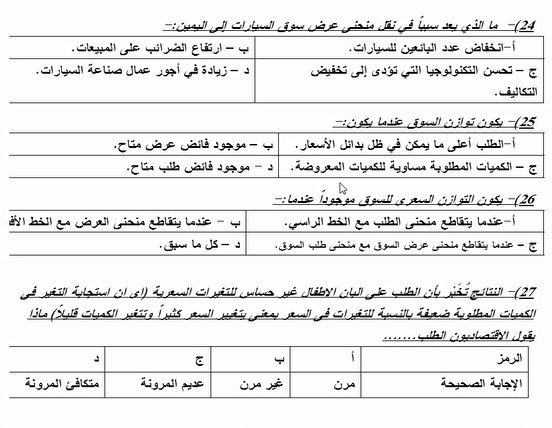 24)- ما الذي يعد سبباً في نقل منحنى عرض سوق السيارات إلى اليمين:-
أ-انخفاض عدد البائعين للسيارات. ب – ارتفاع الضرائب على المبيعات.
ج – تحسن التكنولوجيا التي تؤدى إلى تخفيض د – زيادة في أجور عمال صناعة السيارات.
التكاليف.
25)- يكون توازن السوق عندما يكون:-
أ-الطلب أعلى ما يمكن في ظل بدائل الأسعار. ب – موجود فائض عرض متاح.
ج – الكميات المطلوبة مساوية للكميات المعروضة. د – موجود فائض طلب متاح.
26)- يكون التوازن السعرى للسوق موجوداً عندما:-
أ-عندما يتقاطع منحنى الطلب مع الخط الراسي. ب – عندما يتقاطع منحنى العرض مع الخط
ج – عندما يتقاطع منحنى عرض السوق مع منحنى طلب السوق. د – كل ما سبق.
27)- النتائج تُخَبّر بأن الطلب على البان الاطفال غير حساس للتغيرات السعرية (اى ان استجابة التغير في
الكميات المطلوبة ضعيفة بالنسبة للتغيرات في السعر بمعنى يتغيير السعر كثيراً وتتغير الكميات قليلاً) ماذا
يقول الاقتصاديون الطلب.......
الرمز أ ب ج د
الإجابة الصحيحة مرن غير مرن عديم المرونة متكافئ المرونة